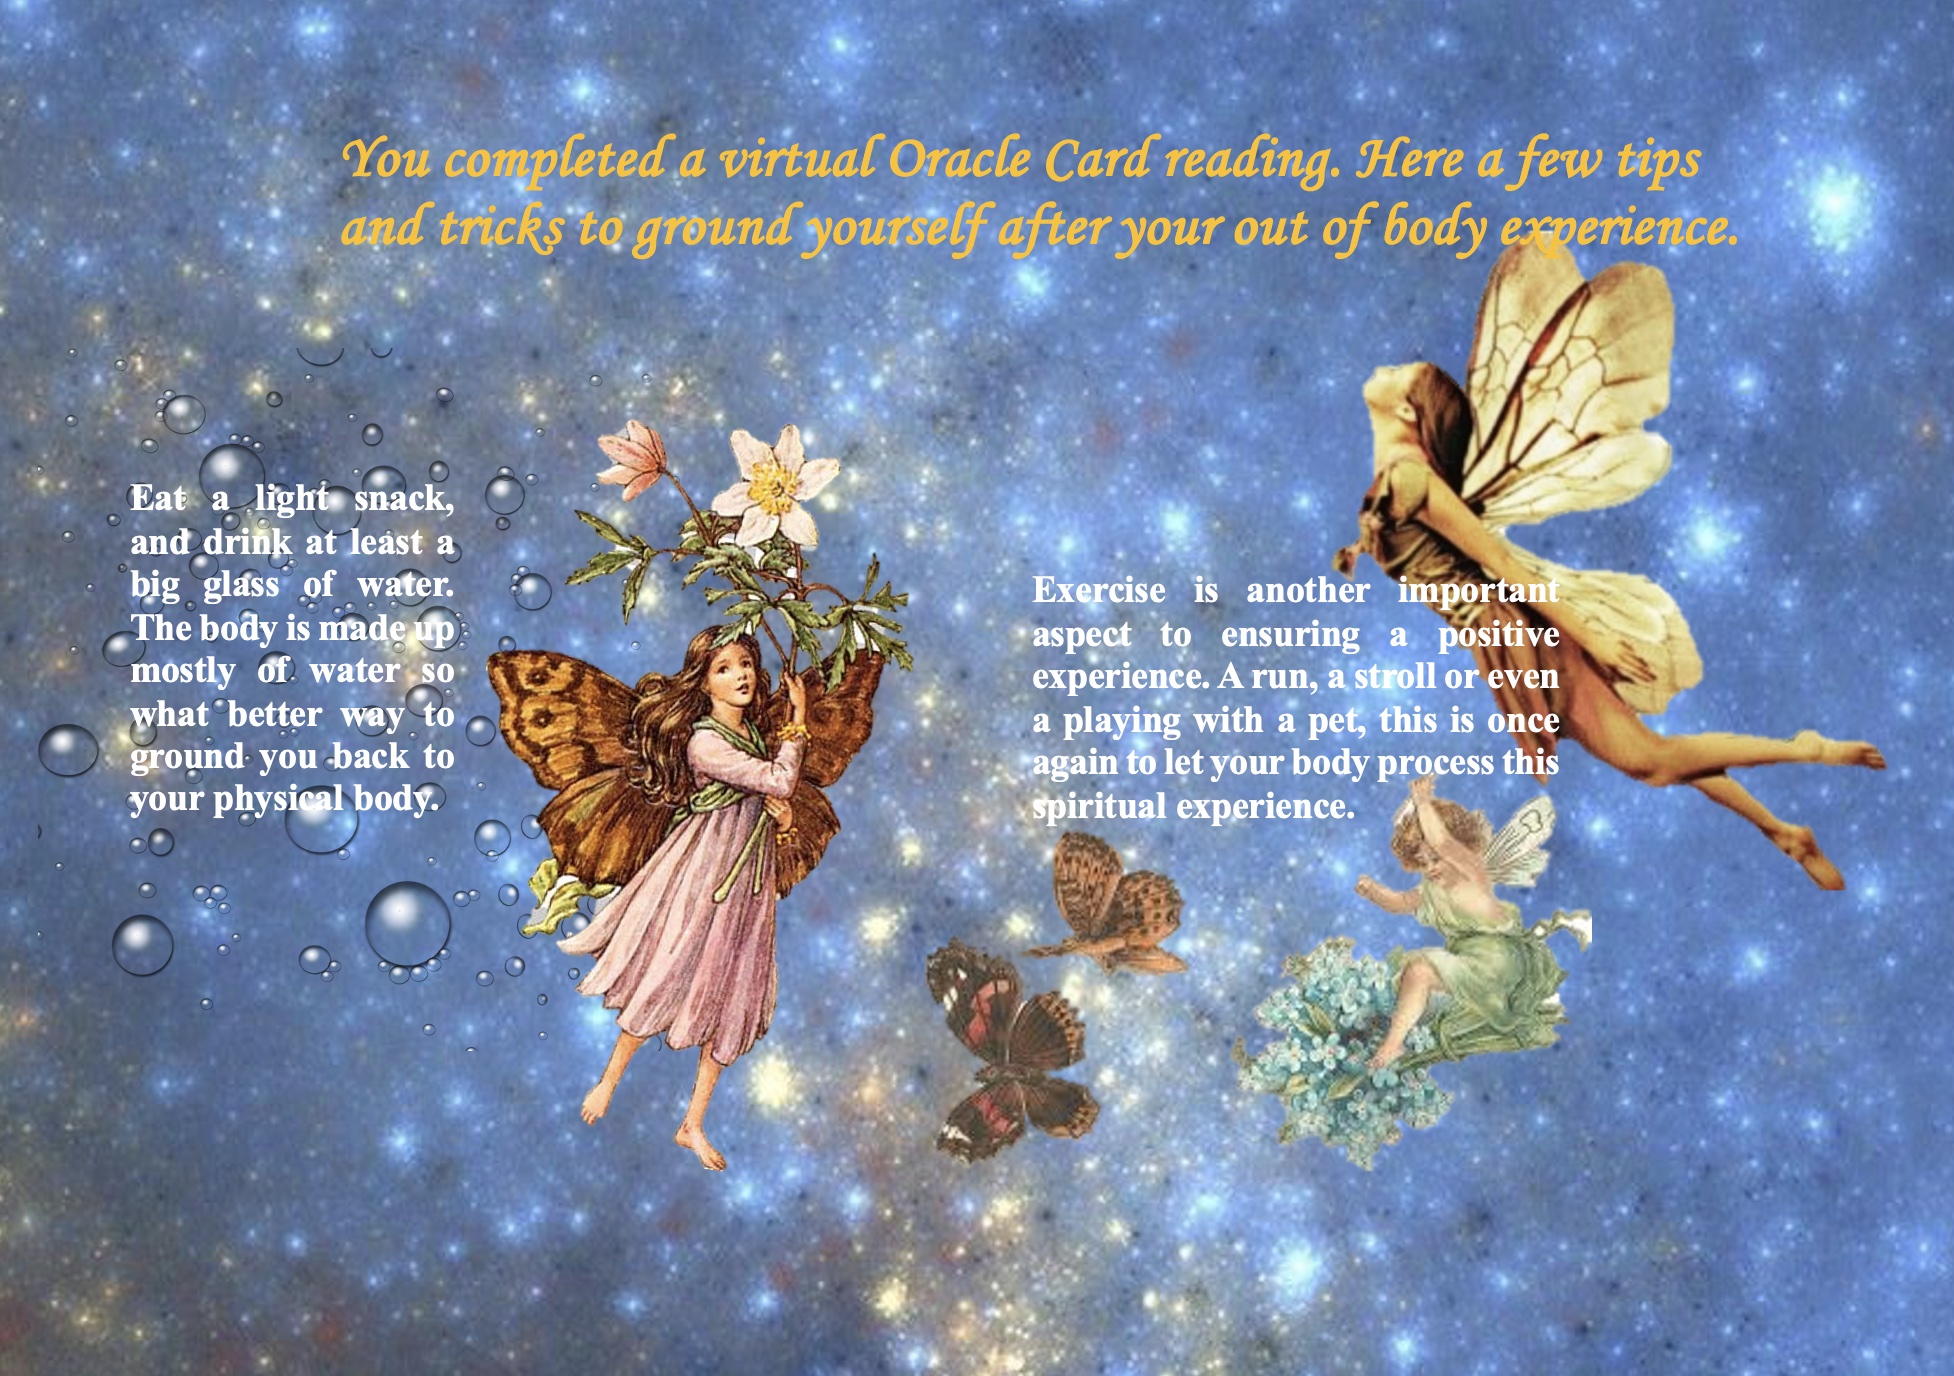 You completed a virtual Oracle Card reading. Here a few tips
and tricks to ground yourself after your out of body experience.
Eat a light snack,
and drink at least a
big glass of water.
The body is made up
mostly of water so
what better way to
ground you back to
your physical body.
Exercise is another important
aspect to ensuring a positive
experience. A run, a stroll or even
a playing with a pet, this is once
again to let your body process this
spiritual experience.